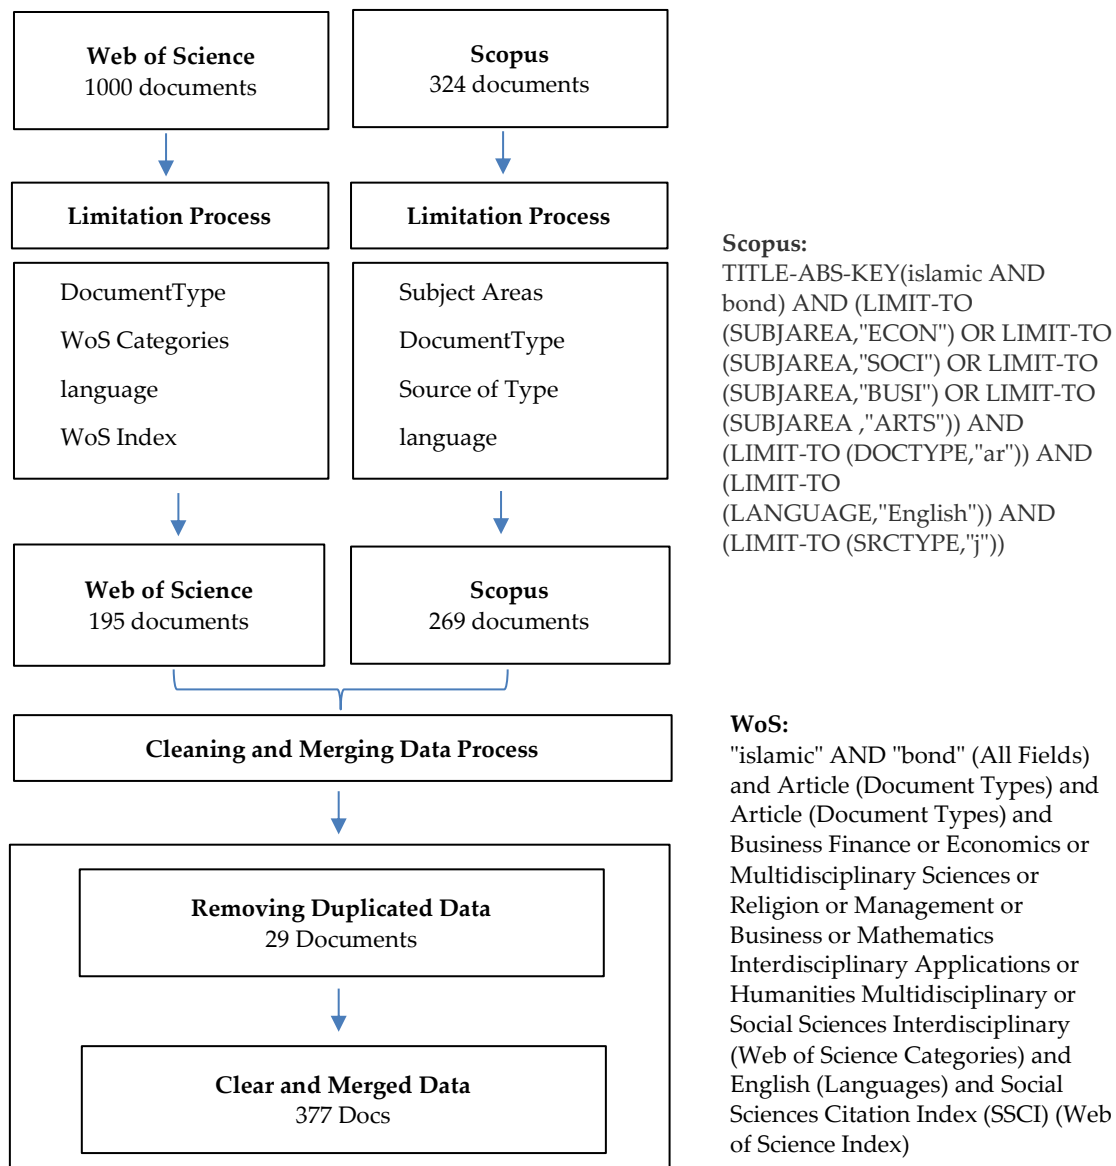 Web of Science
1000 documents
Scopus
324 documents
Limitation Process
Limitation Process
DocumentType
WoS Categories
language
WoS Index
Subject Areas
DocumentType
Source of Type
language
Web of Science
195 documents
Scopus
269 documents
Cleaning and Merging Data Process
Removing Duplicated Data
29 Documents
Clear and Merged Data
377 Docs
Scopus:
TITLE-ABS-KEY(islamic AND
bond) AND (LIMIT-TO
(SUBJAREA,"ECON") OR LIMIT-TO
(SUBJAREA,"SOCI") OR LIMIT-TO
(SUBJAREA,"BUSI") OR LIMIT-TO
(SUBJAREA ,"ARTS")) AND
(LIMIT-TO (DOCTYPE,"ar")) AND
(LIMIT-TO
(LANGUAGE,"English")) AND
(LIMIT-TO (SRCTYPE,"j"))
WoS:
"islamic" AND "bond" (All Fields)
and Article (Document Types) and
Article (Document Types) and
Business Finance or Economics or
Multidisciplinary Sciences or
Religion or Management or
Business or Mathematics
Interdisciplinary Applications or
Humanities Multidisciplinary or
Social Sciences Interdisciplinary
(Web of Science Categories) and
English (Languages) and Social
Sciences Citation Index (SSCI) (Web
of Science Index)